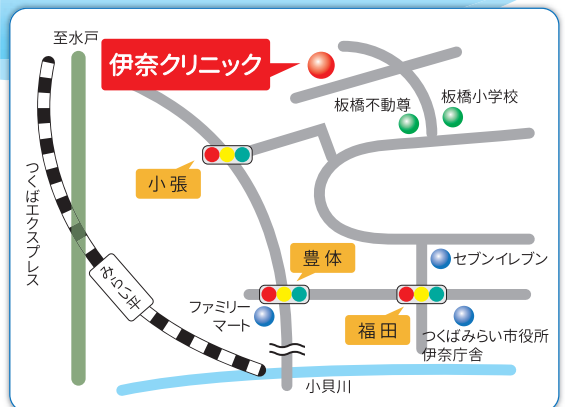 至水戸
伊奈クリニック
板橋不動尊
板橋小学校
小張
つくばエクスプレス
豊体
セブンイレブン
みらい平
ファミリー
マート
福田
つくばみらい市役所
伊奈庁舎
小貝川